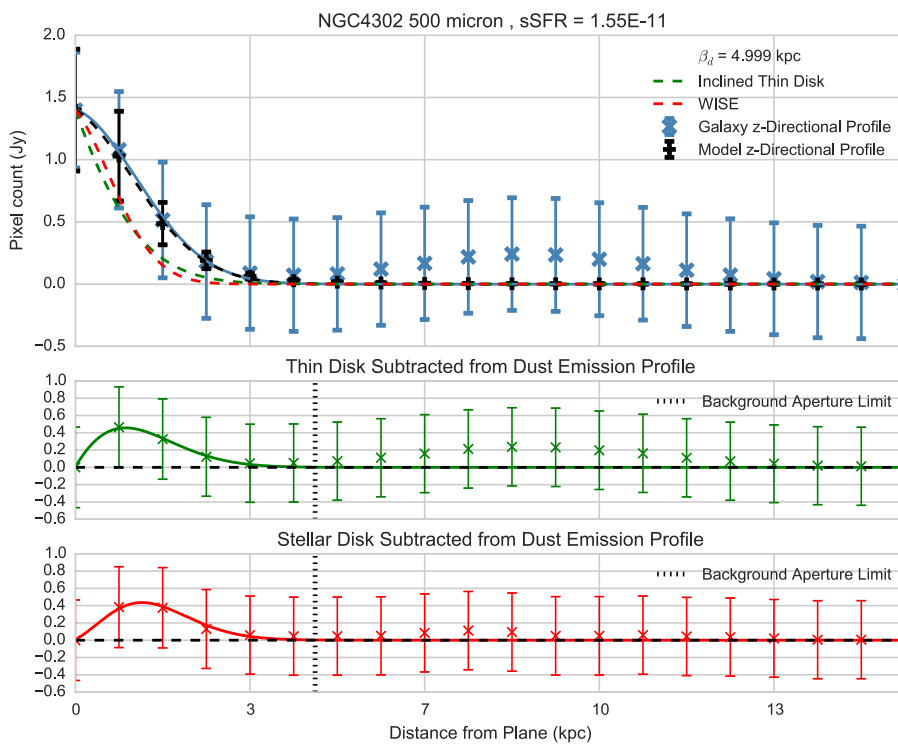 NGC4302 500 micron , sSFR = 1.55E-11
2.0
1.5
1.0
0.5
0.0
−0.5
Pixel count (Jy)
β_d = 4.999 kpc
Inclined Thin Disk
WISE
Galaxy z-Directional Profile
Model z-Directional Profile
Thin Disk Subtracted from Dust Emission Profile
1.0
0.8
0.6
0.4
0.2
0.0
−0.2
−0.4
−0.6
Background Aperture Limit
Stellar Disk Subtracted from Dust Emission Profile
1.0
0.8
0.6
0.4
0.2
0.0
−0.2
−0.4
−0.6
Background Aperture Limit
0 3 7 10 13
Distance from Plane (kpc)